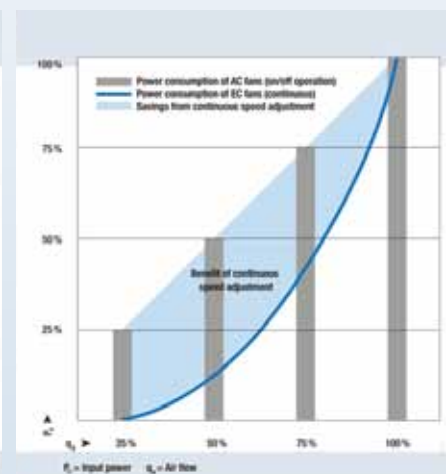 100%
Power consumption of AC fans (on/off operation)
Power consumption of EC fans (continuous)
Savings from continuous speed adjustment
75%
50%
Benefit of continuous
speed adjustment
25%
25% 50% 75% 100%
= Input power = Air flow